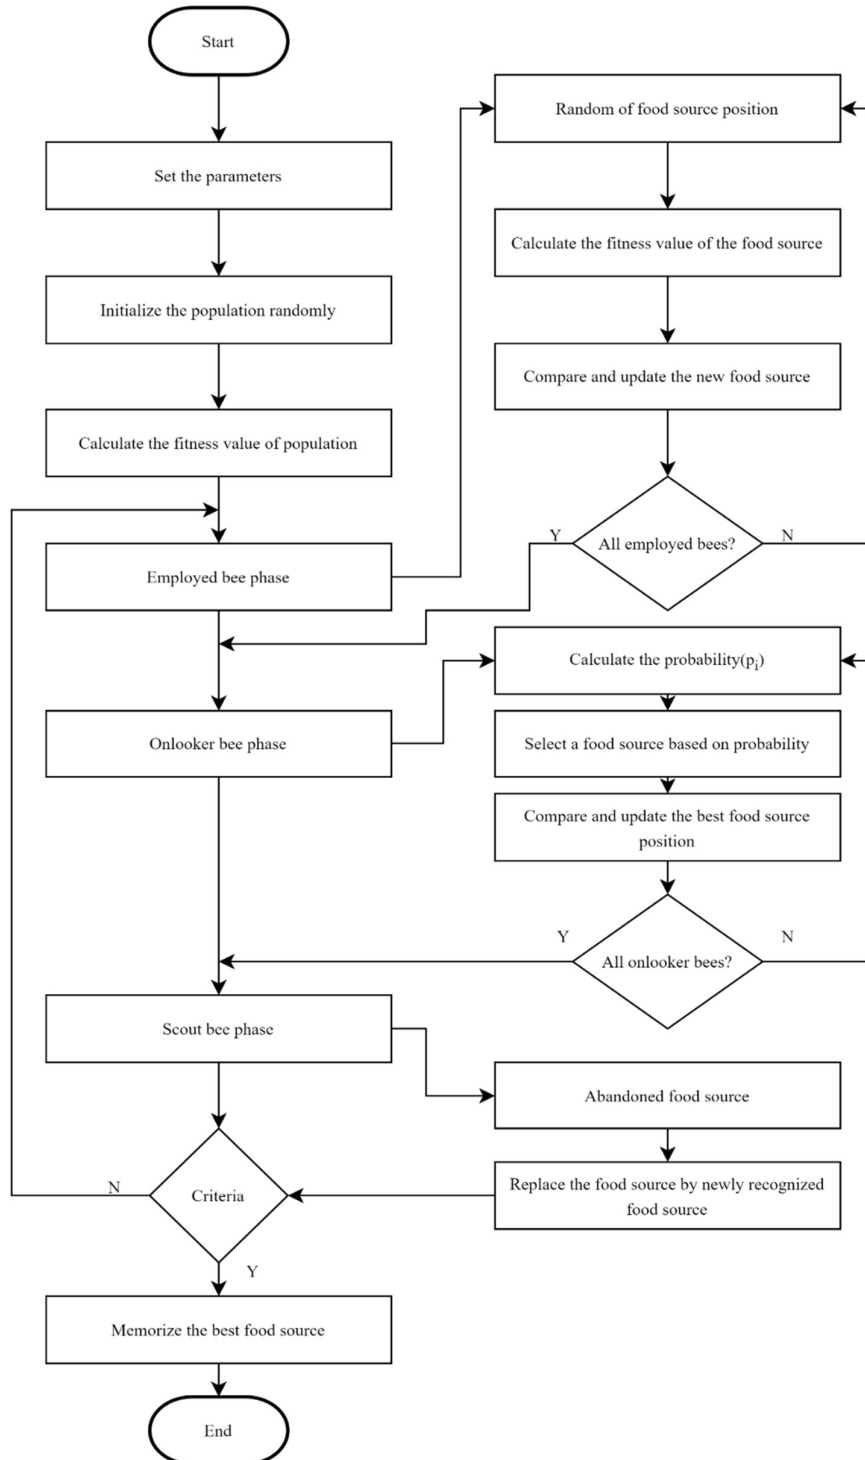 Start
Set the parameters
Initialize the population randomly
Calculate the fitness value of population
Employed bee phase
Random of food source position
Calculate the fitness value of the food source
Compare and update the new food source
Y
All employed bees?
N
Onlooker bee phase
Calculate the probability(pᵢ)
Select a food source based on probability
Compare and update the best food source
position
Y
All onlooker bees?
N
Scout bee phase
Abandoned food source
Replace the food source by newly recognized
food source
N
Criteria
Y
Memorize the best food source
End